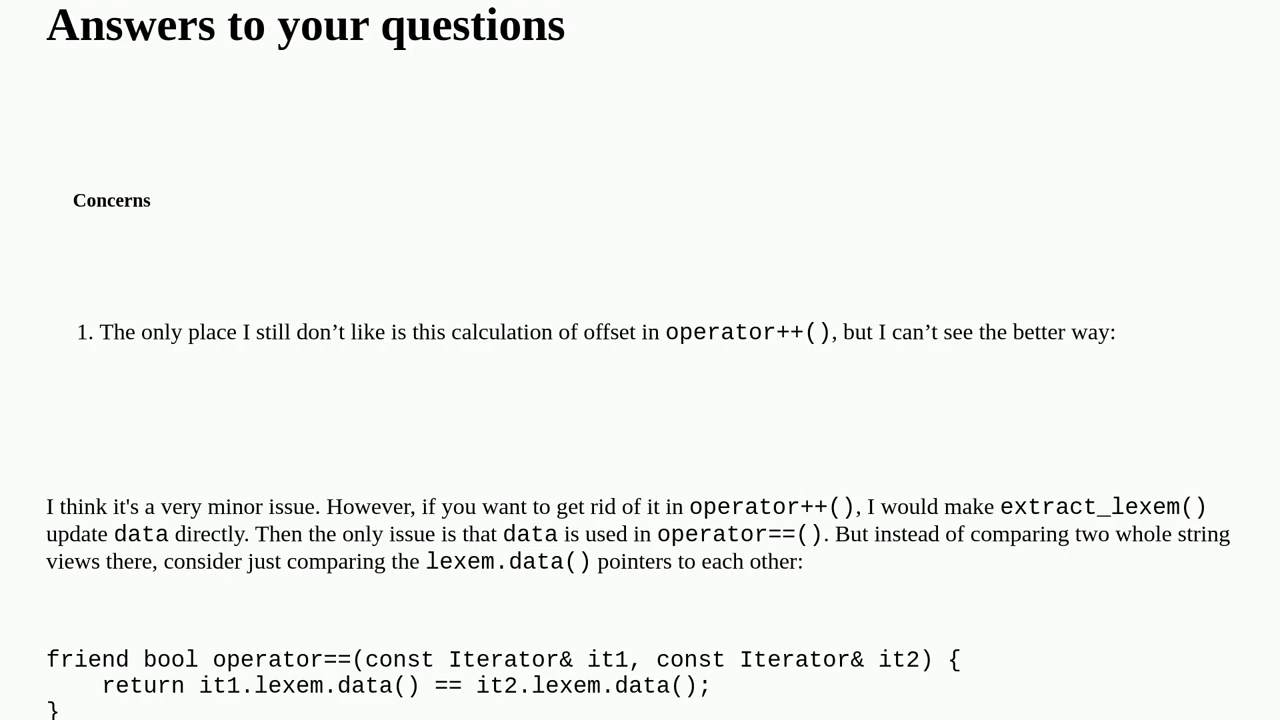 Answers to your questions
Concerns
1. The only place I still don’t like is this calculation of offset in operator++(), but I can’t see the better way:
I think it's a very minor issue. However, if you want to get rid of it in operator++(), I would make extract_lexem()
update data directly. Then the only issue is that data is used in operator==(). But instead of comparing two whole string
views there, consider just comparing the lexem.data() pointers to each other:
friend bool operator==(const Iterator& it1, const Iterator& it2) {
    return it1.lexem.data() == it2.lexem.data();
}